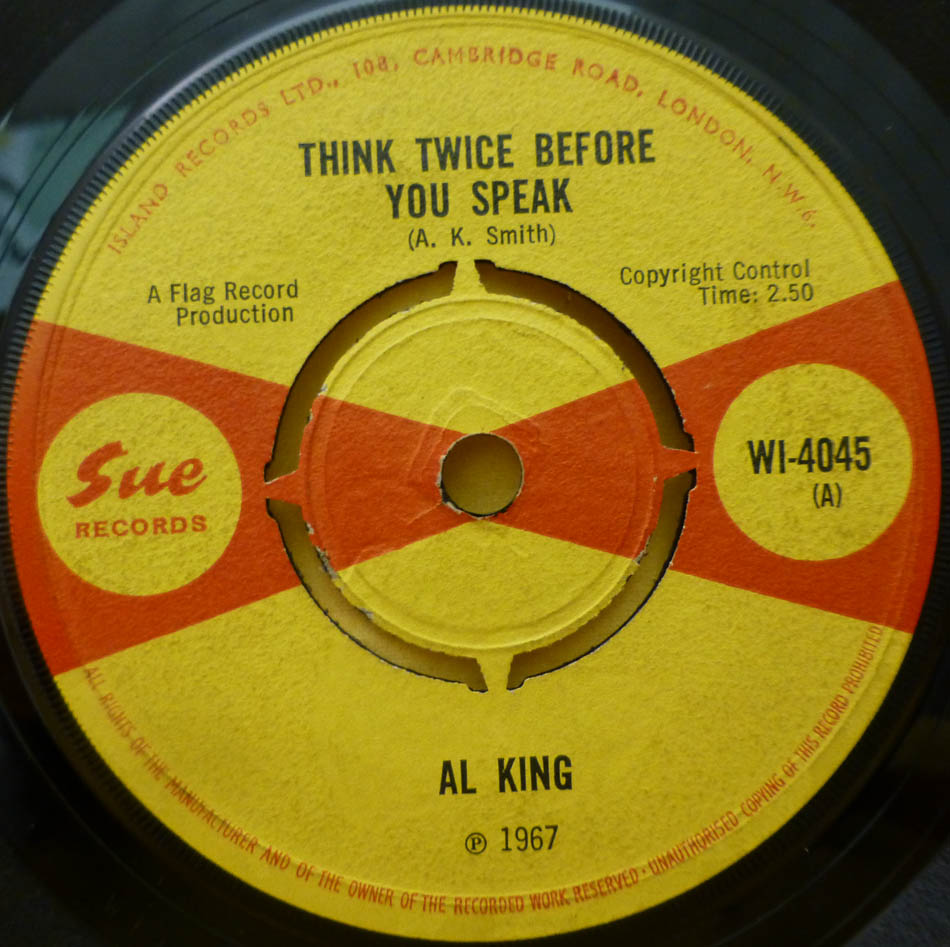 ISLAND RECORDS LTD., 108, CAMBRIDGE ROAD, LONDON, N.W.6.
THINK TWICE BEFORE
YOU SPEAK
(A. K. Smith)
A Flag Record
Production
Copyright Control
Time: 2.50
Sue
RECORDS
WI-4045
(A)
AL KING
℗ 1967
ALL RIGHTS OF THE MANUFACTURER AND OF THE OWNER OF THE RECORDED WORK RESERVED · UNAUTHORISED COPYING OF THIS RECORD PROHIBITED